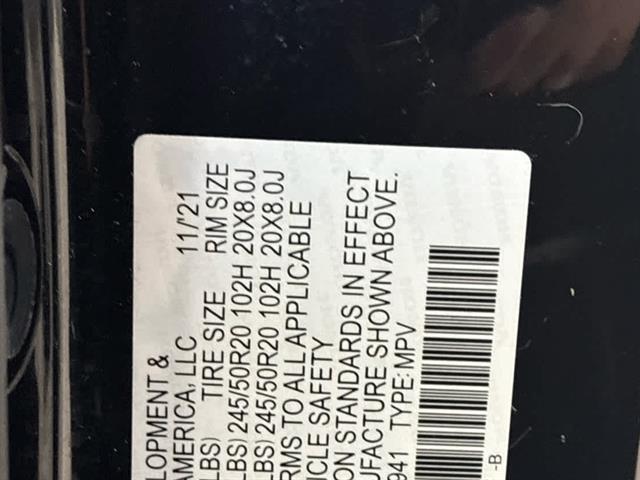 LOPMENT &
AMERICA, LLC 11/'21
LBS) TIRE SIZE RIM SIZE
LBS) 245/50R20 102H 20X8.0J
LBS) 245/50R20 102H 20X8.0J
RMS TO ALL APPLICABLE
ICLE SAFETY
ON STANDARDS IN EFFECT
UFACTURE SHOWN ABOVE.
941 TYPE: MPV
-B